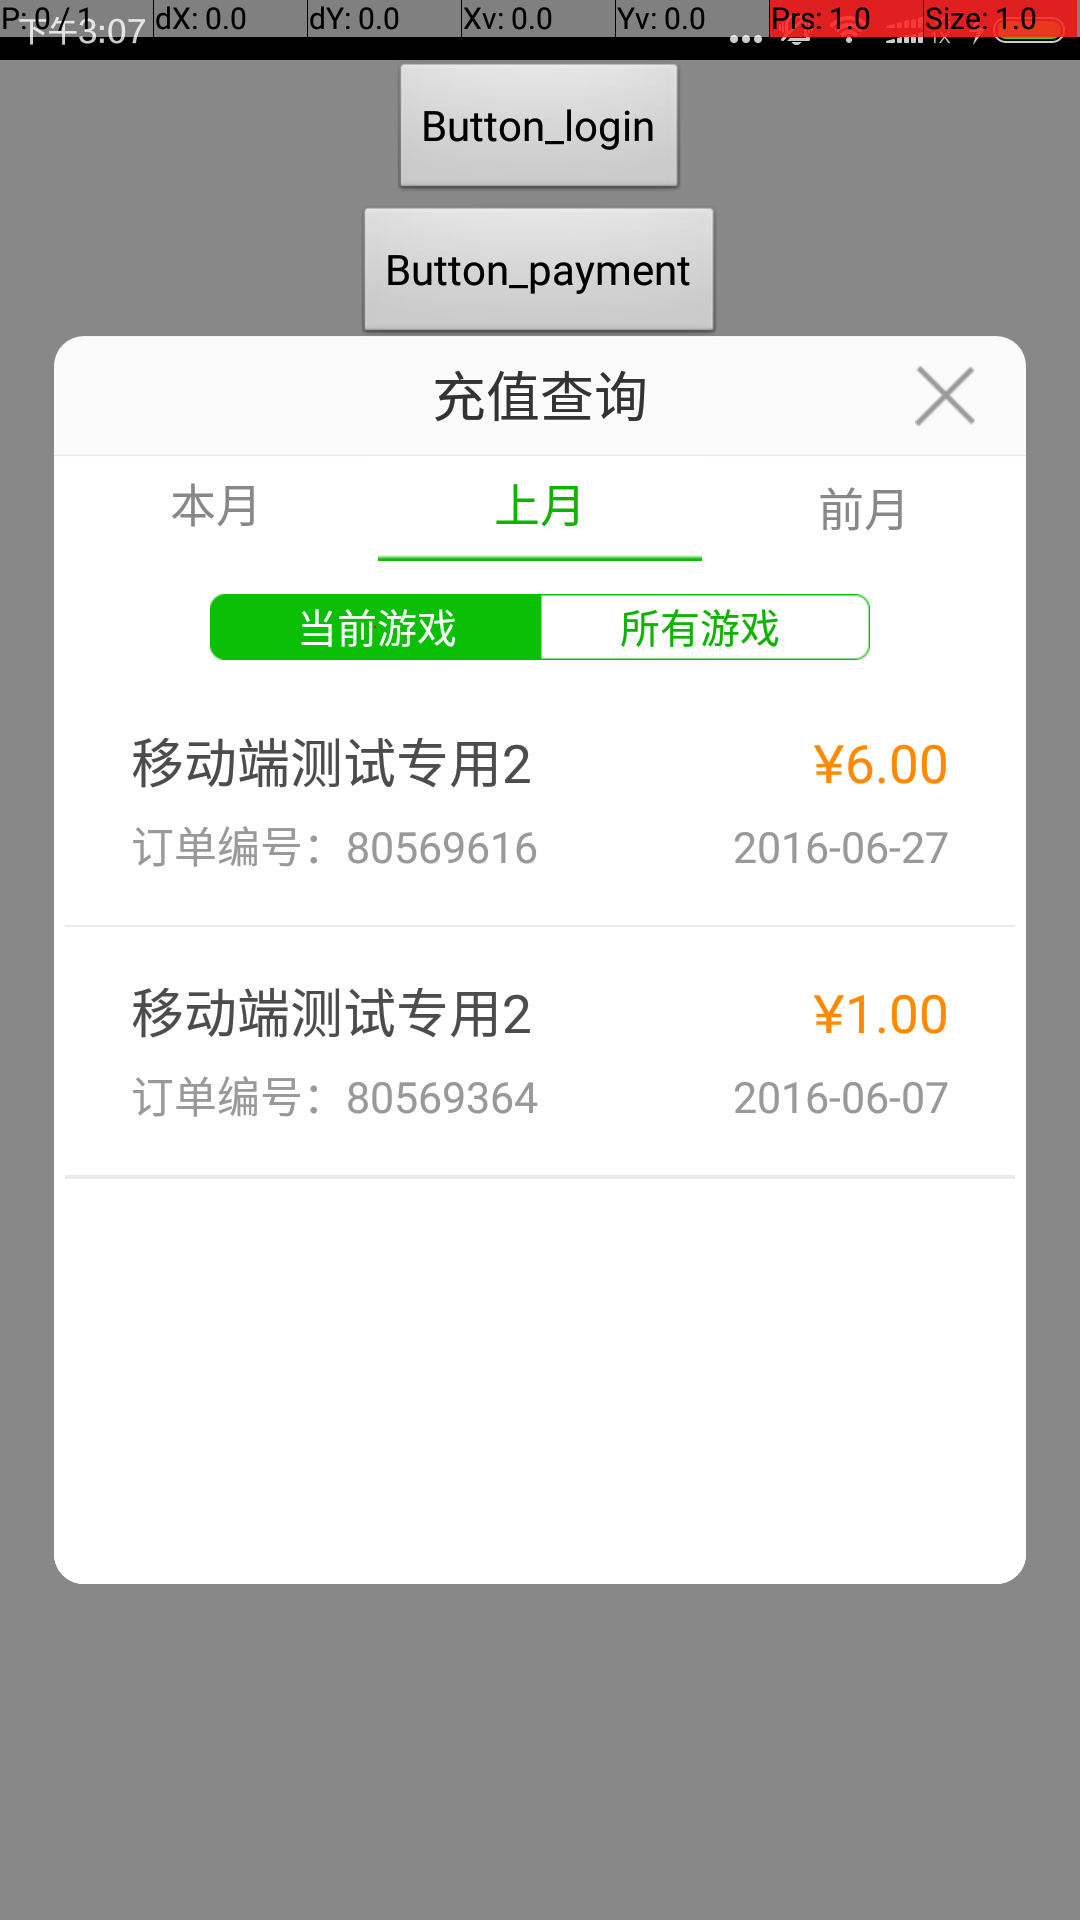 P: 0 / 1 dX: 0.0 dY: 0.0 Xv: 0.0 Yv: 0.0 Prs: 1.0 Size: 1.0
下午3:07 1X
Button_login
Button_payment
充值查询
本月 上月 前月
当前游戏 所有游戏
移动端测试专用2 ¥6.00
订单编号：80569616 2016-06-27
移动端测试专用2 ¥1.00
订单编号：80569364 2016-06-07